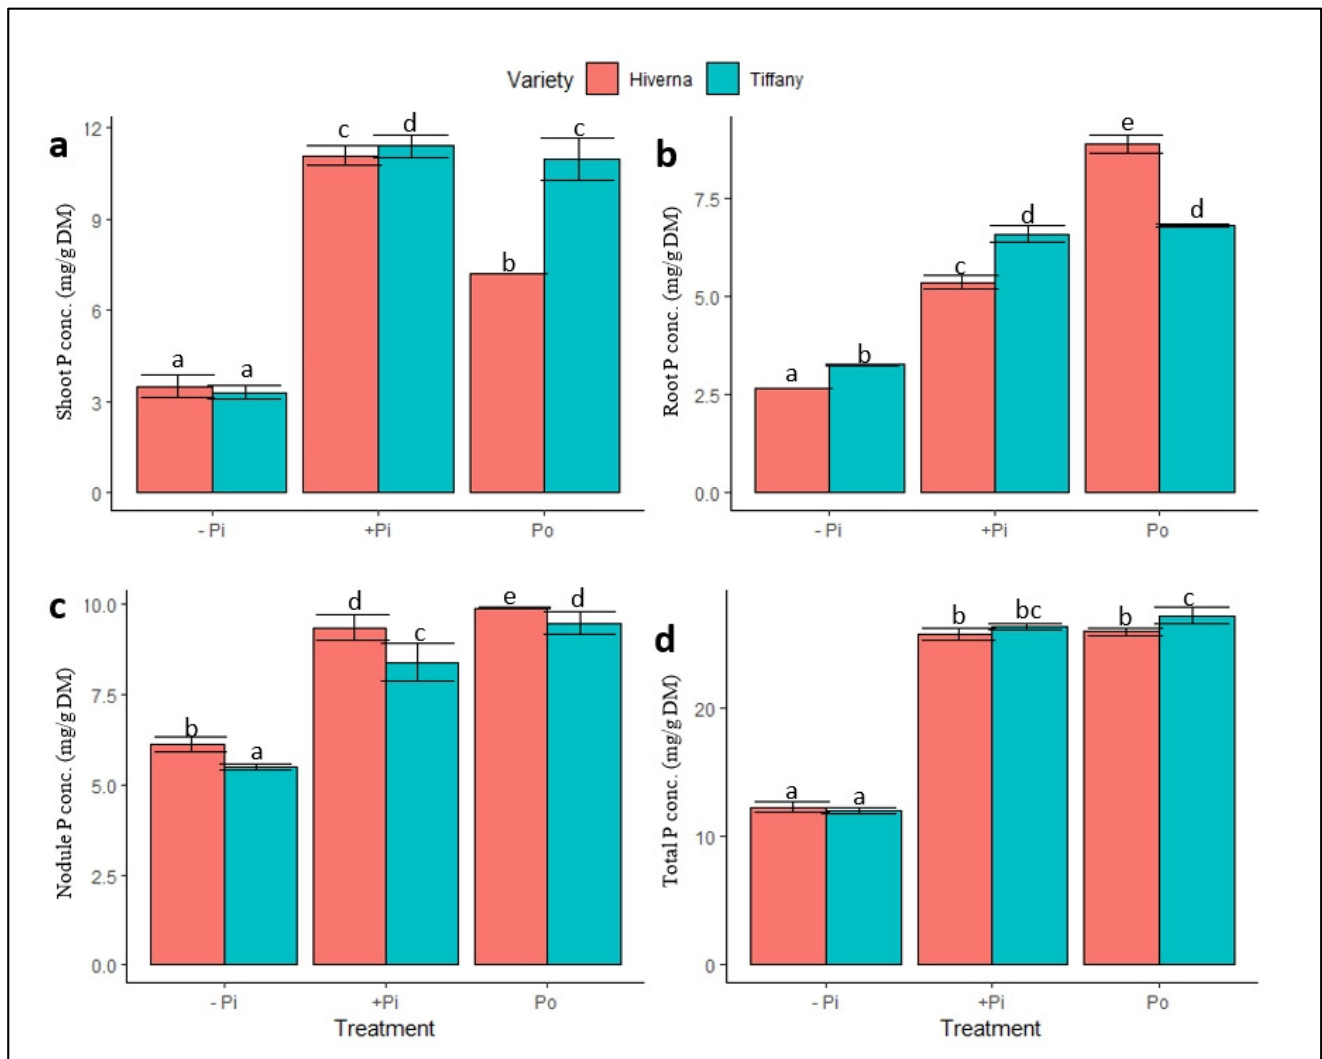 Variety Hiverna Tiffany
a
Shoot P conc. (mg/g DM)
12
9
6
3
0
a a c d b c
- Pi +Pi Po
b
Root P conc. (mg/g DM)
7.5
5.0
2.5
0.0
a b c d e d
- Pi +Pi Po
c
Nodule P conc. (mg/g DM)
10.0
7.5
5.0
2.5
0.0
b a d c e d
- Pi +Pi Po
Treatment
d
Total P conc. (mg/g DM)
20
10
0
a a b bc b c
- Pi +Pi Po
Treatment